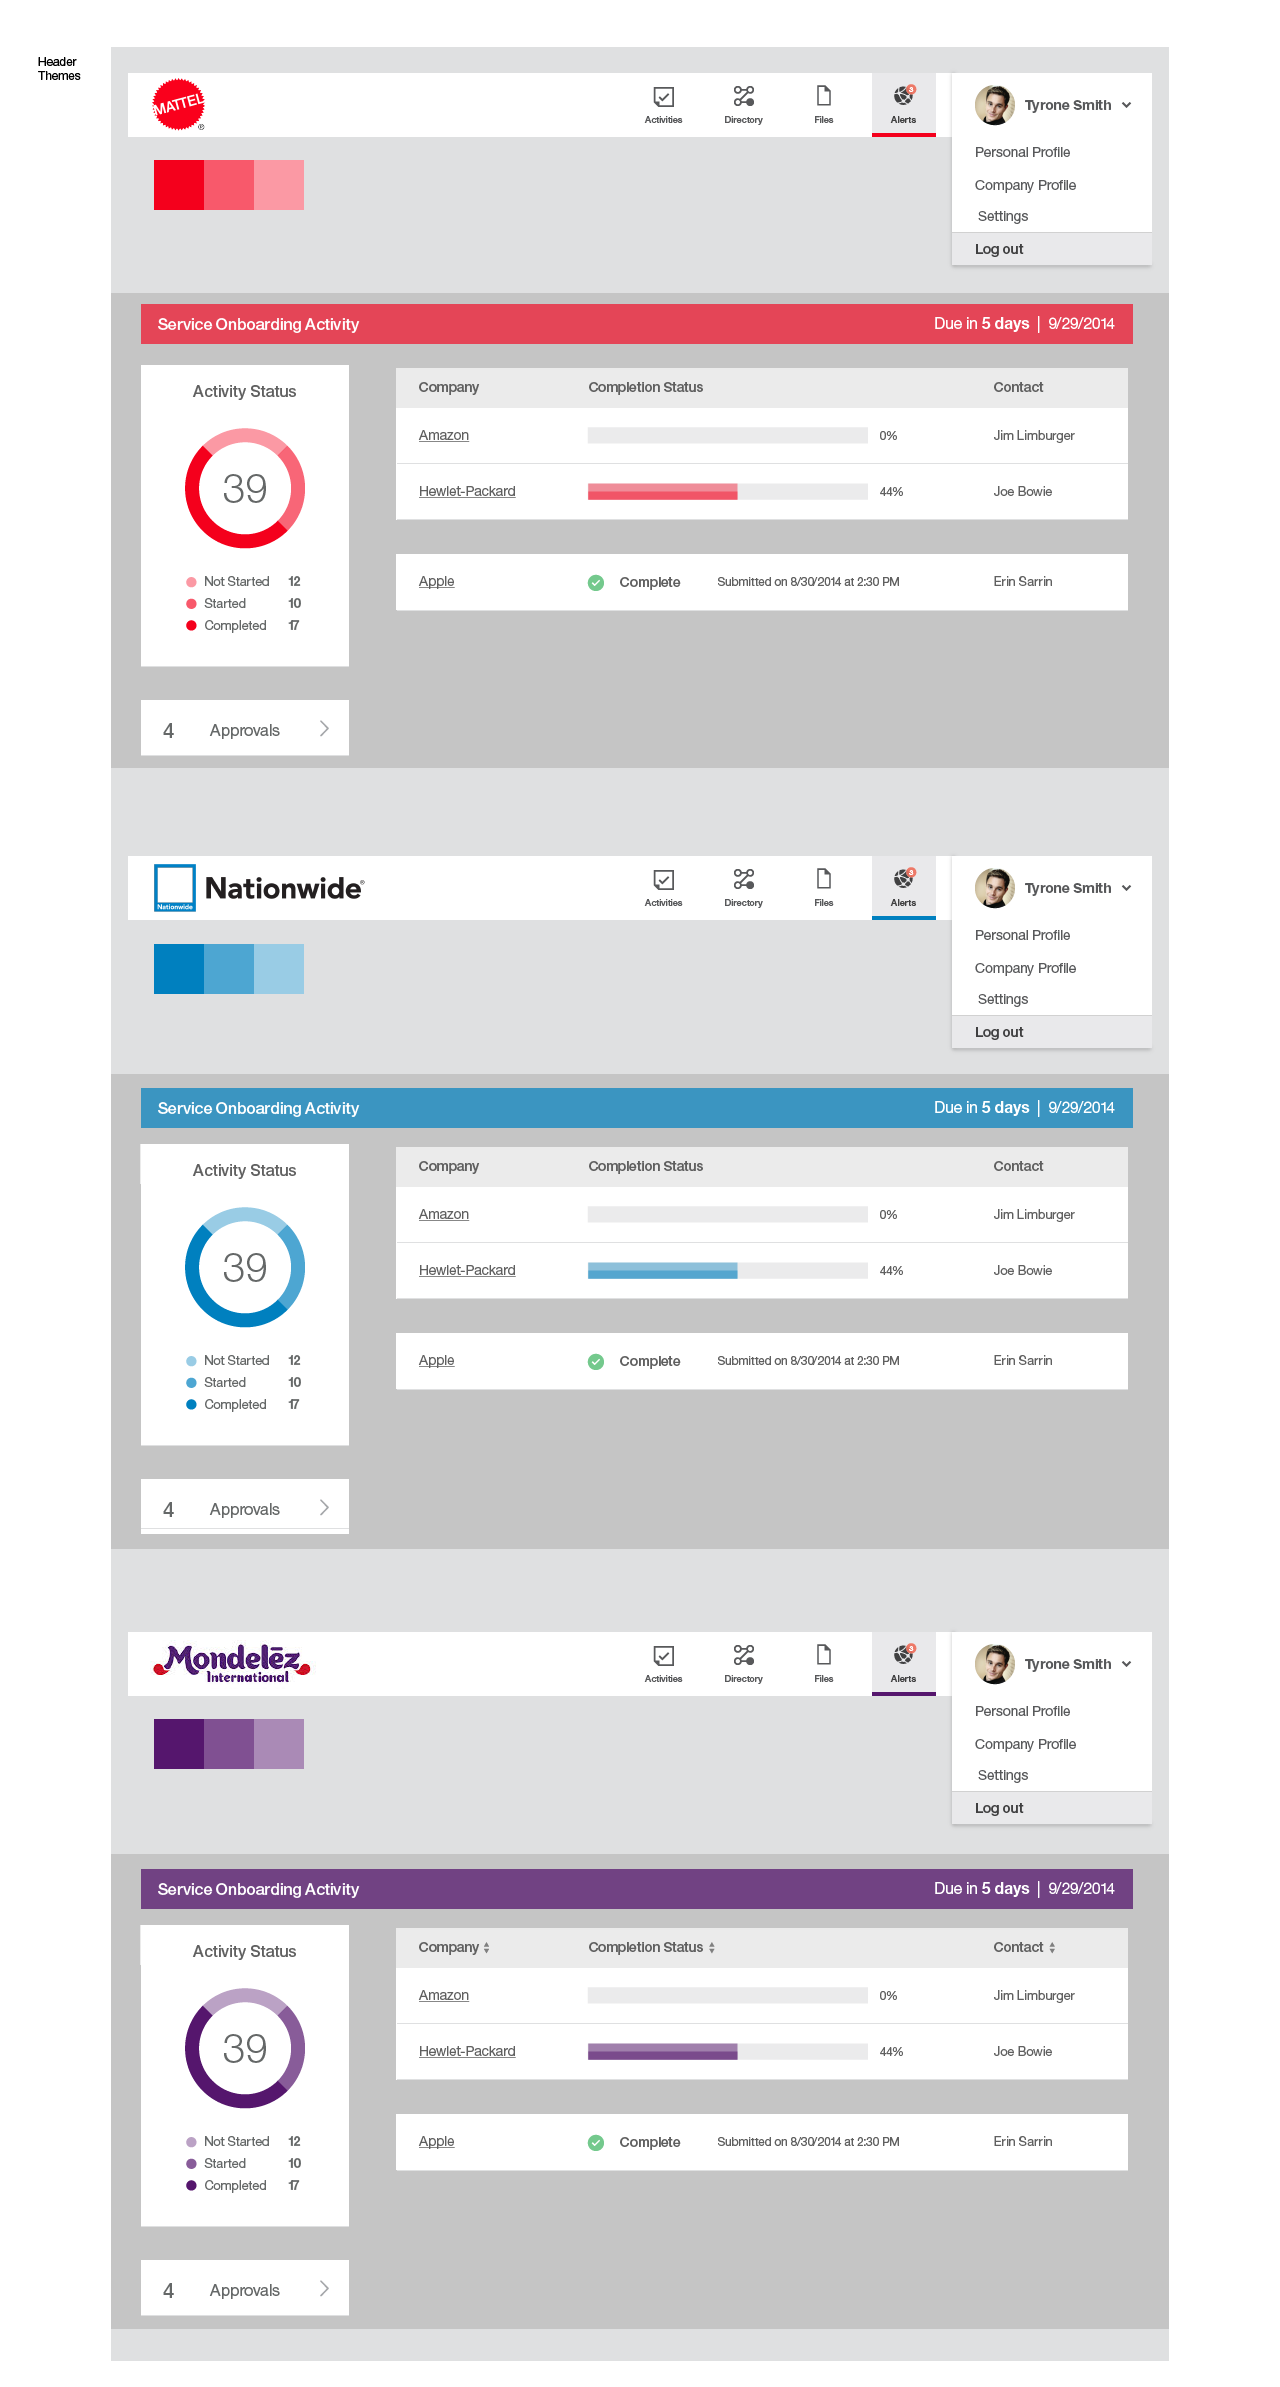 Header
Themes
MATTEL
®
Activities
Directory
Files
3
Alerts
Tyrone Smith
Personal Profile
Company Profile
Settings
Log out
Service Onboarding Activity
Due in 5 days | 9/29/2014
Activity Status
39
Not Started 12
Started 10
Completed 17
4 Approvals
Company Completion Status Contact
Amazon 0% Jim Limburger
Hewlet-Packard 44% Joe Bowie
Apple Complete Submitted on 8/30/2014 at 2:30 PM Erin Sarrin
Nationwide
Nationwide®
Activities
Directory
Files
3
Alerts
Tyrone Smith
Personal Profile
Company Profile
Settings
Log out
Service Onboarding Activity
Due in 5 days | 9/29/2014
Activity Status
39
Not Started 12
Started 10
Completed 17
4 Approvals
Company Completion Status Contact
Amazon 0% Jim Limburger
Hewlet-Packard 44% Joe Bowie
Apple Complete Submitted on 8/30/2014 at 2:30 PM Erin Sarrin
Mondelēz
International
Activities
Directory
Files
3
Alerts
Tyrone Smith
Personal Profile
Company Profile
Settings
Log out
Service Onboarding Activity
Due in 5 days | 9/29/2014
Activity Status
39
Not Started 12
Started 10
Completed 17
4 Approvals
Company Completion Status Contact
Amazon 0% Jim Limburger
Hewlet-Packard 44% Joe Bowie
Apple Complete Submitted on 8/30/2014 at 2:30 PM Erin Sarrin